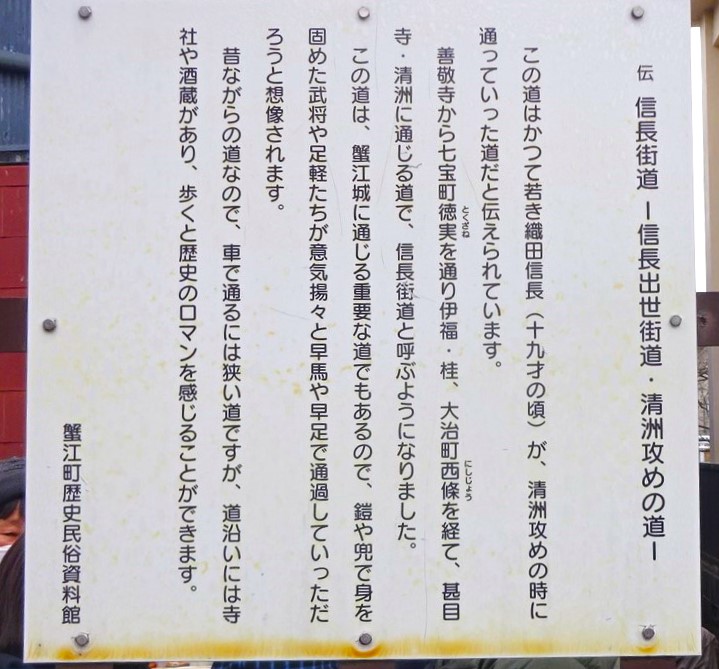 伝 信長街道 ー信長出世街道・清洲攻めの道ー
この道はかつて若き織田信長（十九才の頃）が、清洲攻めの時に
通っていった道だと伝えられています。
善敬寺から七宝町徳実を通り伊福・桂、大治町西條を経て、甚目
とくざね
にしじょう
寺・清洲に通じる道で、信長街道と呼ぶようになりました。
この道は、蟹江城に通じる重要な道でもあるので、鎧や兜で身を
固めた武将や足軽たちが意気揚々と早馬や早足で通過していっただ
ろうと想像されます。
昔ながらの道なので、車で通るには狭い道ですが、道沿いには寺
社や酒蔵があり、歩くと歴史のロマンを感じることができます。
蟹江町歴史民俗資料館